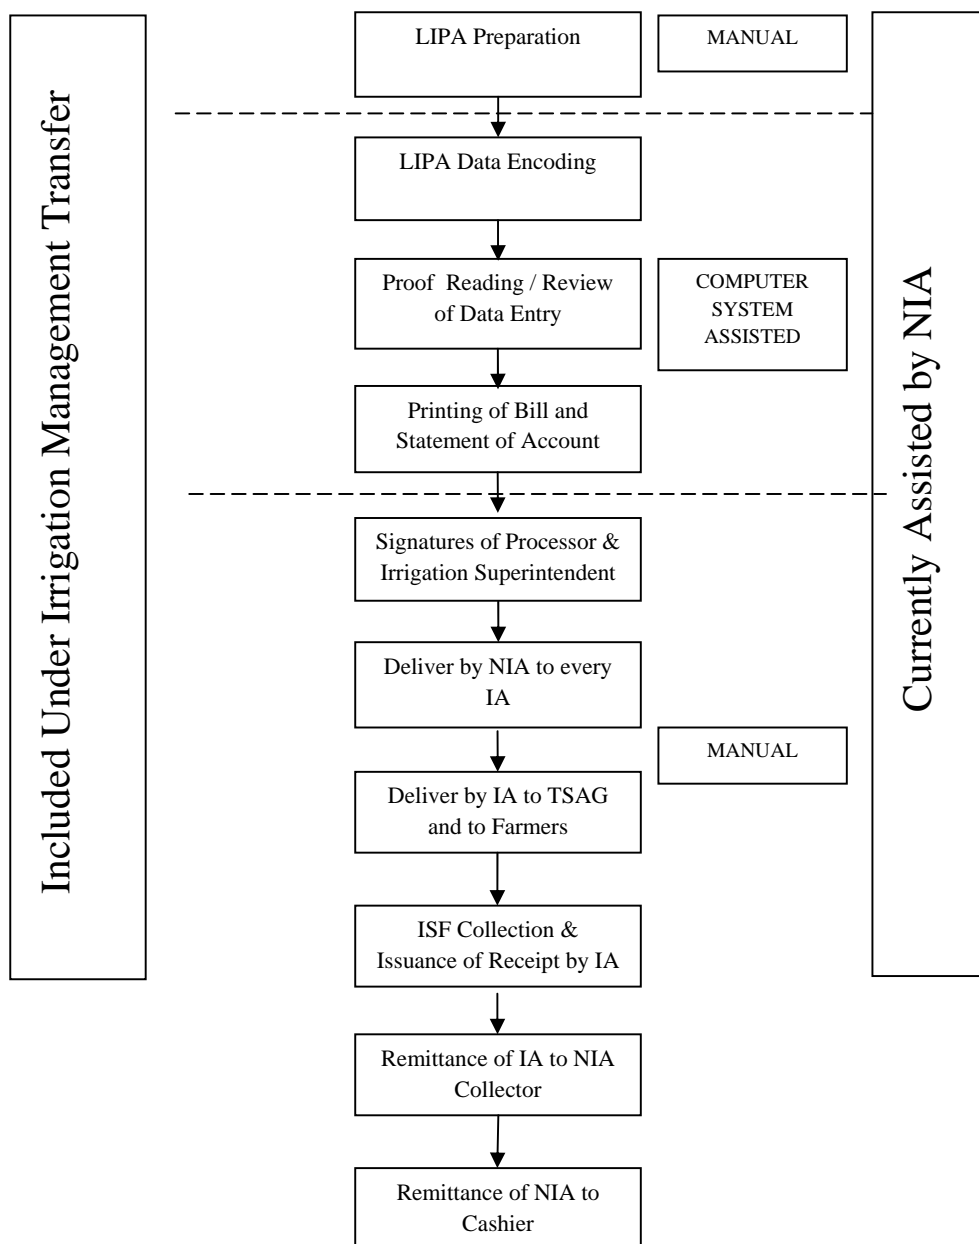 Included Under Irrigation Management Transfer
LIPA Preparation
MANUAL
LIPA Data Encoding
Proof Reading / Review
of Data Entry
COMPUTER
SYSTEM
ASSISTED
Printing of Bill and
Statement of Account
Currently Assisted by NIA
Signatures of Processor &
Irrigation Superintendent
Deliver by NIA to every
IA
MANUAL
Deliver by IA to TSAG
and to Farmers
ISF Collection &
Issuance of Receipt by IA
Remittance of IA to NIA
Collector
Remittance of NIA to
Cashier